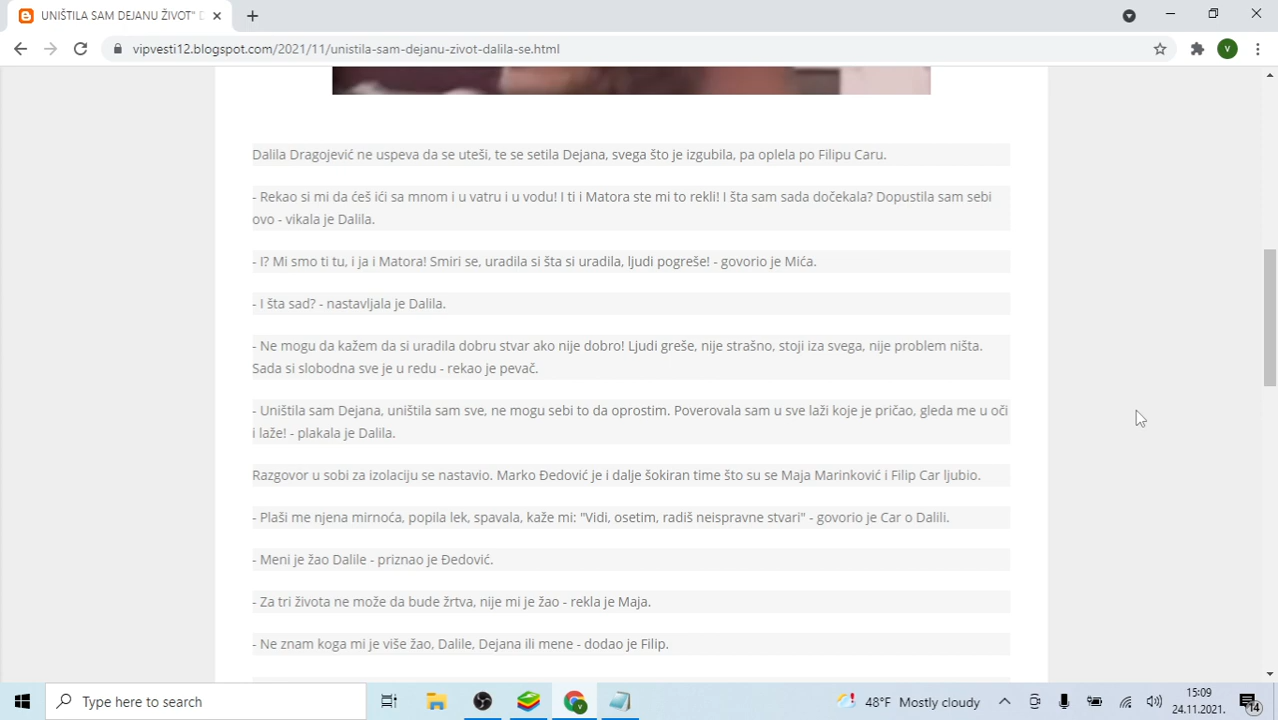 UNIŠTILA SAM DEJANU ŽIVOT" D
vipvesti12.blogspot.com/2021/11/unistila-sam-dejanu-zivot-dalila-se.html
V
Dalila Dragojević ne uspeva da se uteši, te se setila Dejana, svega što je izgubila, pa oplela po Filipu Caru.
- Rekao si mi da ćeš ići sa mnom i u vatru i u vodu! I ti i Matora ste mi to rekli! I šta sam sada dočekala? Dopustila sam sebi
ovo - vikala je Dalila.
- I? Mi smo ti tu, i ja i Matora! Smiri se, uradila si šta si uradila, ljudi pogreše! - govorio je Mića.
- I šta sad? - nastavljala je Dalila.
- Ne mogu da kažem da si uradila dobru stvar ako nije dobro! Ljudi greše, nije strašno, stoji iza svega, nije problem ništa.
Sada si slobodna sve je u redu - rekao je pevač.
- Uništila sam Dejana, uništila sam sve, ne mogu sebi to da oprostim. Poverovala sam u sve laži koje je pričao, gleda me u oči
i laže! - plakala je Dalila.
Razgovor u sobi za izolaciju se nastavio. Marko Đedović je i dalje šokiran time što su se Maja Marinković i Filip Car ljubio.
- Plaši me njena mirnoća, popila lek, spavala, kaže mi: "Vidi, osetim, radiš neispravne stvari" - govorio je Car o Dalili.
- Meni je žao Dalile - priznao je Đedović.
- Za tri života ne može da bude žrtva, nije mi je žao - rekla je Maja.
- Ne znam koga mi je više žao, Dalile, Dejana ili mene - dodao je Filip.
Type here to search
48°F Mostly cloudy
15:09
24.11.2021.
14